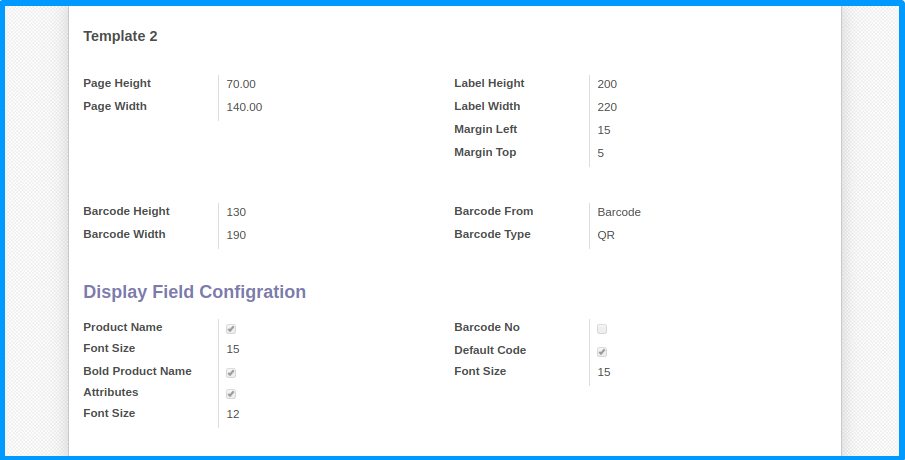 Template 2
Page Height 70.00 Label Height 200
Page Width 140.00 Label Width 220
Margin Left 15
Margin Top 5
Barcode Height 130 Barcode From Barcode
Barcode Width 190 Barcode Type QR
Display Field Configration
Product Name Barcode No
Font Size 15 Default Code
Bold Product Name Font Size 15
Attributes
Font Size 12